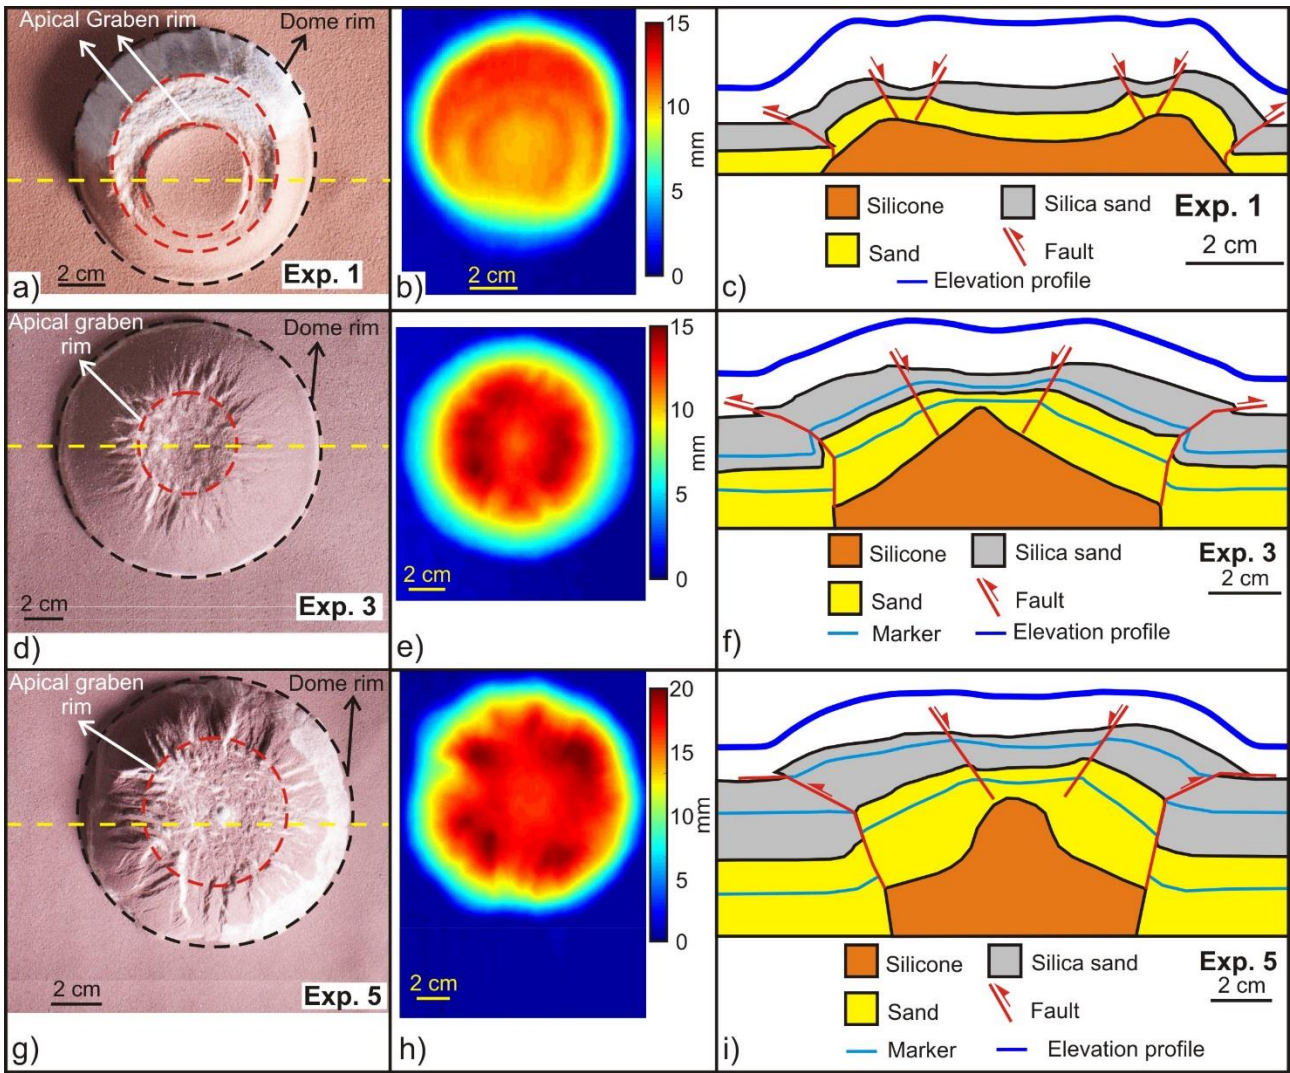 Apical Graben rim
Dome rim
2 cm
Exp. 1
a)
15
10
5
0
mm
2 cm
b)
Silicone
Silica sand
Exp. 1
Sand
Fault
2 cm
Elevation profile
c)
Apical graben
rim
Dome rim
2 cm
Exp. 3
d)
15
10
5
0
mm
2 cm
e)
Silicone
Silica sand
Exp. 3
Sand
Fault
2 cm
Marker
Elevation profile
f)
Apical graben
rim
Dome rim
2 cm
Exp. 5
g)
20
15
10
5
0
mm
2 cm
h)
Silicone
Silica sand
Exp. 5
2 cm
Sand
Fault
Marker
Elevation profile
i)